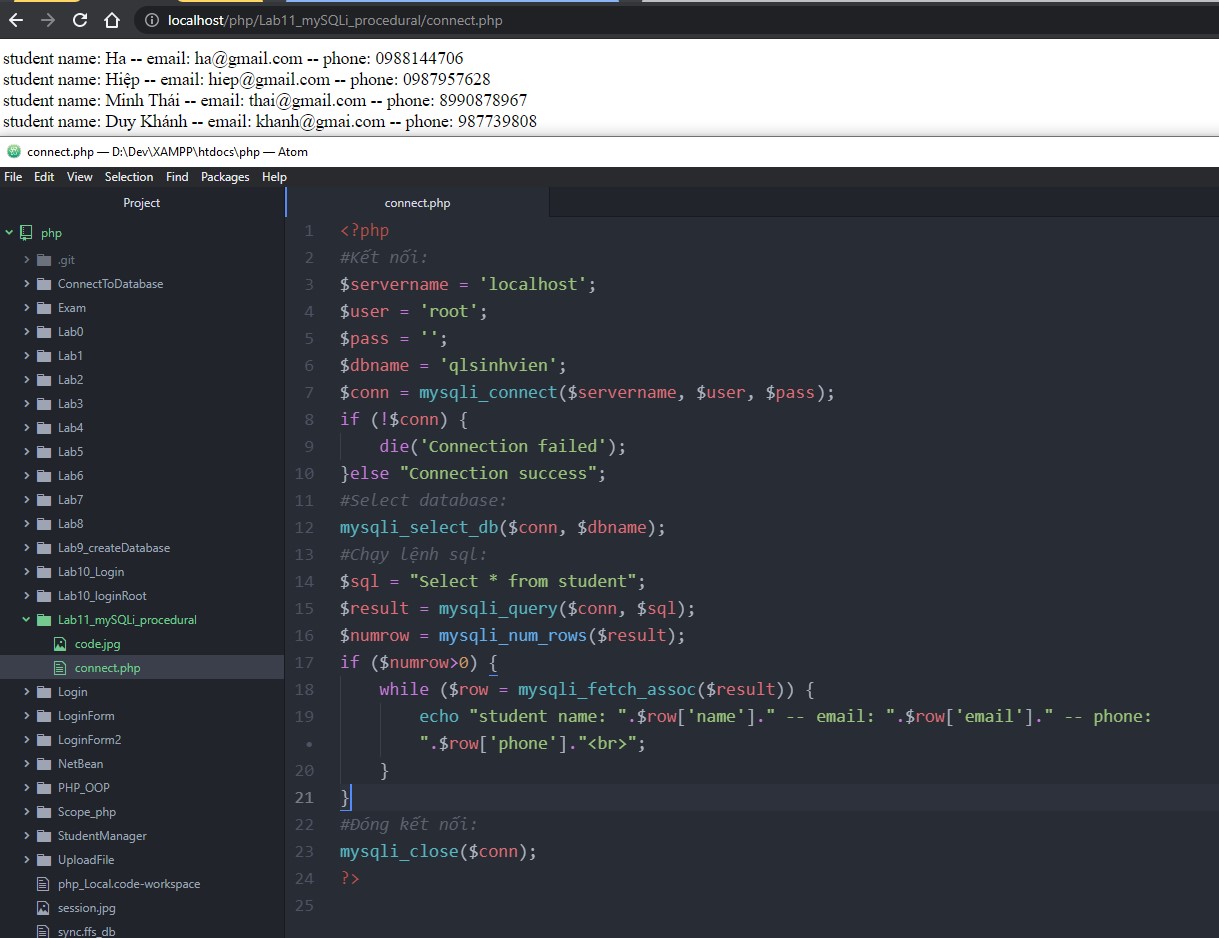 localhost/php/Lab11_mySQLi_procedural/connect.php
student name: Ha -- email: ha@gmail.com -- phone: 0988144706
student name: Hiệp -- email: hiep@gmail.com -- phone: 0987957628
student name: Minh Thái -- email: thai@gmail.com -- phone: 8990878967
student name: Duy Khánh -- email: khanh@gmai.com -- phone: 987739808
connect.php — D:\Dev\XAMPP\htdocs\php — Atom
File Edit View Selection Find Packages Help
Project
php
.git
ConnectToDatabase
Exam
Lab0
Lab1
Lab2
Lab3
Lab4
Lab5
Lab6
Lab7
Lab8
Lab9_createDatabase
Lab10_Login
Lab10_loginRoot
Lab11_mySQLi_procedural
code.jpg
connect.php
Login
LoginForm
LoginForm2
NetBean
PHP_OOP
Scope_php
StudentManager
UploadFile
php_Local.code-workspace
session.jpg
sync.ffs_db
connect.php
1 <?php
2 #Kết nối:
3 $servername = 'localhost';
4 $user = 'root';
5 $pass = '';
6 $dbname = 'qlsinhvien';
7 $conn = mysqli_connect($servername, $user, $pass);
8 if (!$conn) {
9 die('Connection failed');
10 }else "Connection success";
11 #Select database:
12 mysqli_select_db($conn, $dbname);
13 #Chạy lệnh sql:
14 $sql = "Select * from student";
15 $result = mysqli_query($conn, $sql);
16 $numrow = mysqli_num_rows($result);
17 if ($numrow>0) {
18 while ($row = mysqli_fetch_assoc($result)) {
19 echo "student name: ".$row['name']." -- email: ".$row['email']." -- phone:
• ".$row['phone']."<br>";
20 }
21 }
22 #Đóng kết nối:
23 mysqli_close($conn);
24 ?>
25